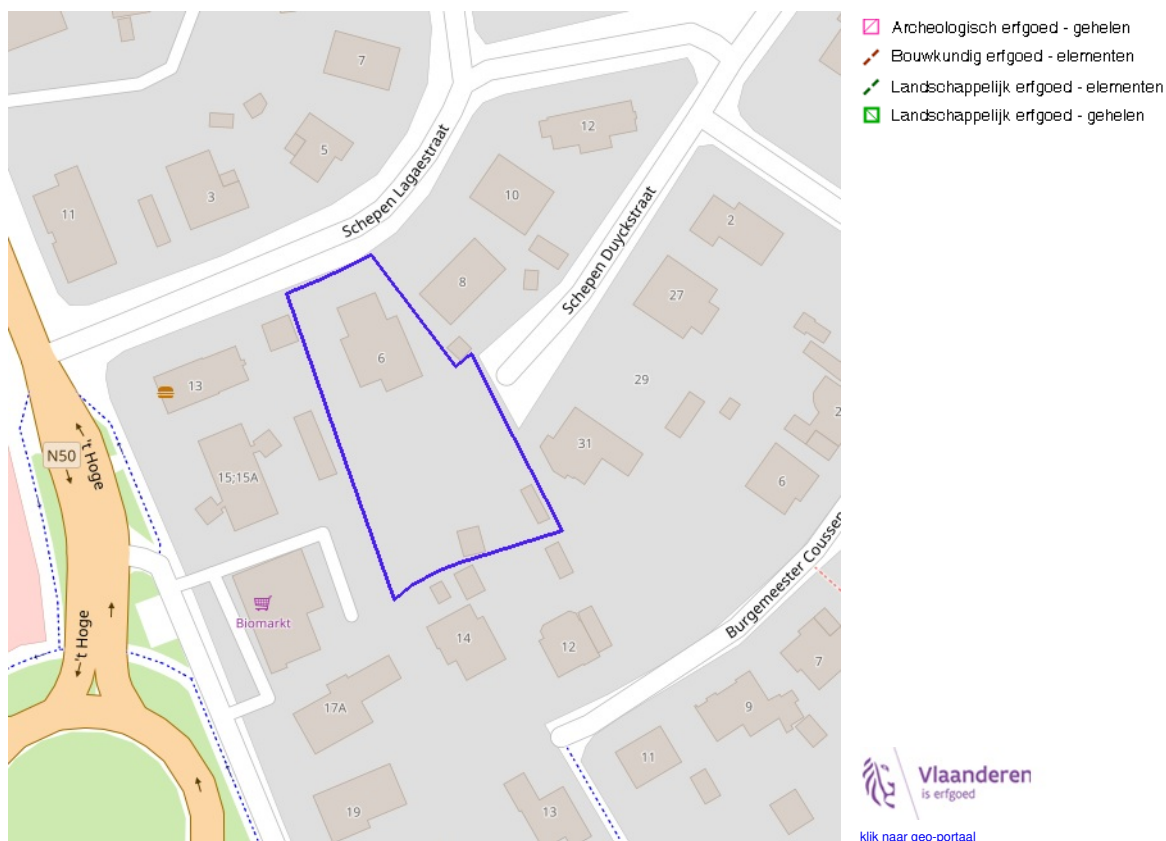 Archeologisch erfgoed - gehelen
Bouwkundig erfgoed - elementen
Landschappelijk erfgoed - elementen
Landschappelijk erfgoed - gehelen
7
12
5
3
11
10
2
Schepen Lagaestraat
Schepen Duyckstraat
8
27
6
13
29
31
N50
't Hoge
15;15A
6
Burgemeester Coussen
Biomarkt
't Hoge
14
12
7
17A
9
11
19
13
Vlaanderen
is erfgoed
klik naar geo-portaal